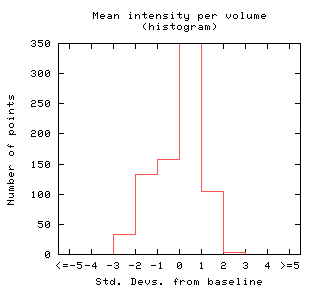 Mean intensity per volume
(histogram)
350
300
250
200
150
100
50
0
Number of points
<=-5 -4 -3 -2 -1 0 1 2 3 4 >=5
Std. Devs. from baseline